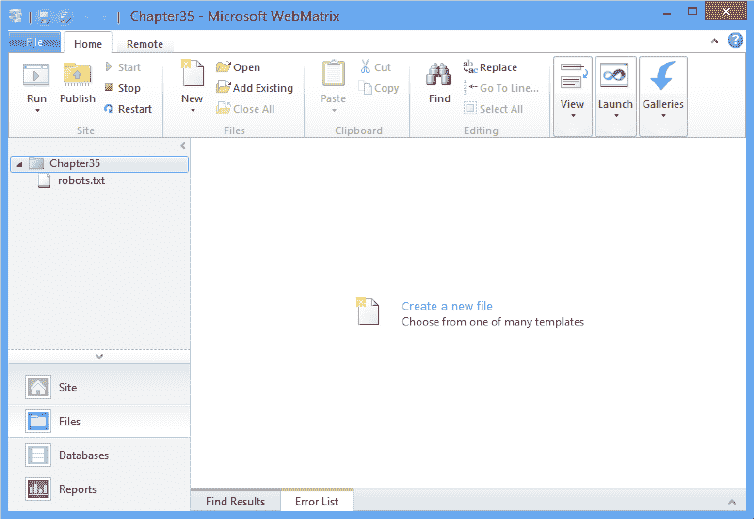 Chapter35 - Microsoft WebMatrix
File
Home
Remote
Run
Publish
Start
Stop
Restart
Site
New
Open
Add Existing
Close All
Files
Paste
Cut
Copy
Clipboard
Find
Replace
Go To Line...
Select All
Editing
View
Launch
Galleries
Chapter35
robots.txt
Create a new file
Choose from one of many templates
Site
Files
Databases
Reports
Find Results
Error List